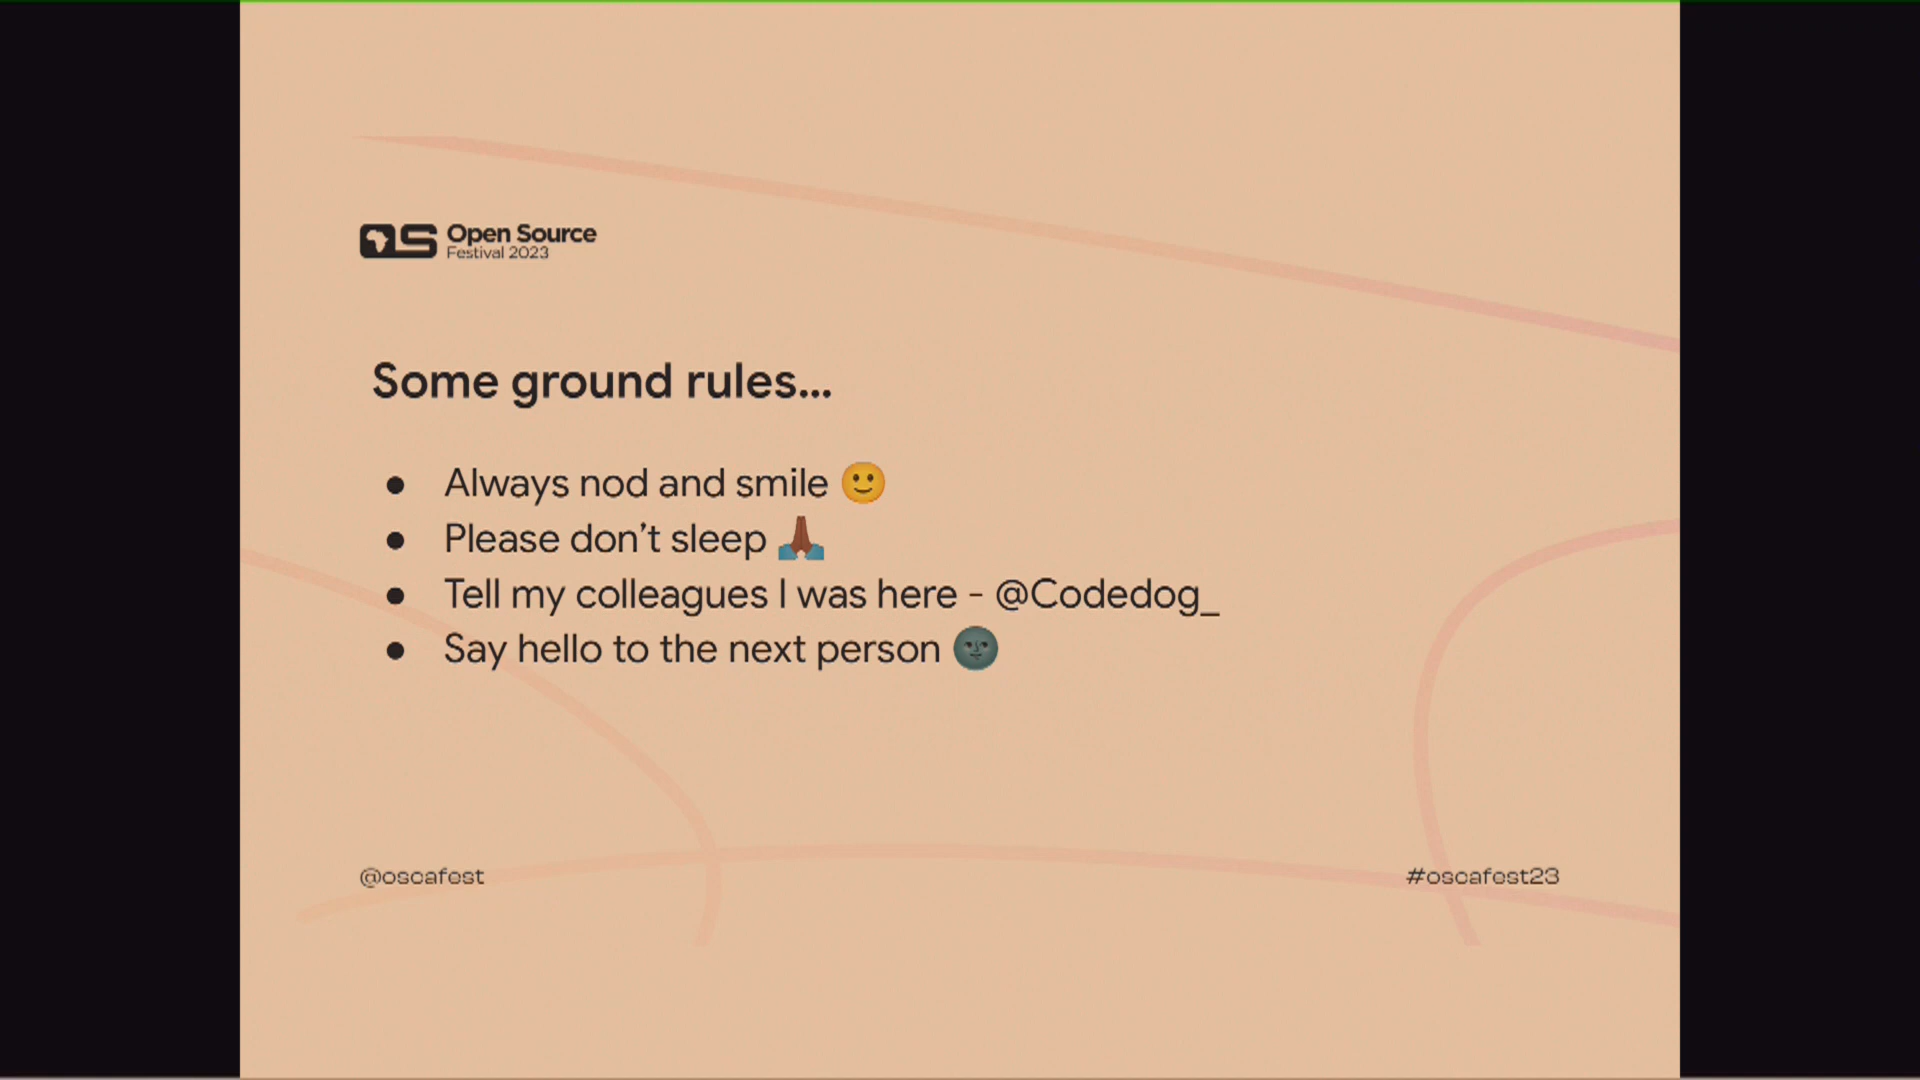 Open Source
Festival 2023
Some ground rules...
● Always nod and smile 🙂
● Please don’t sleep 🙏🏾
● Tell my colleagues I was here - @Codedog_
● Say hello to the next person 🌚
@oscafest
#oscafest23